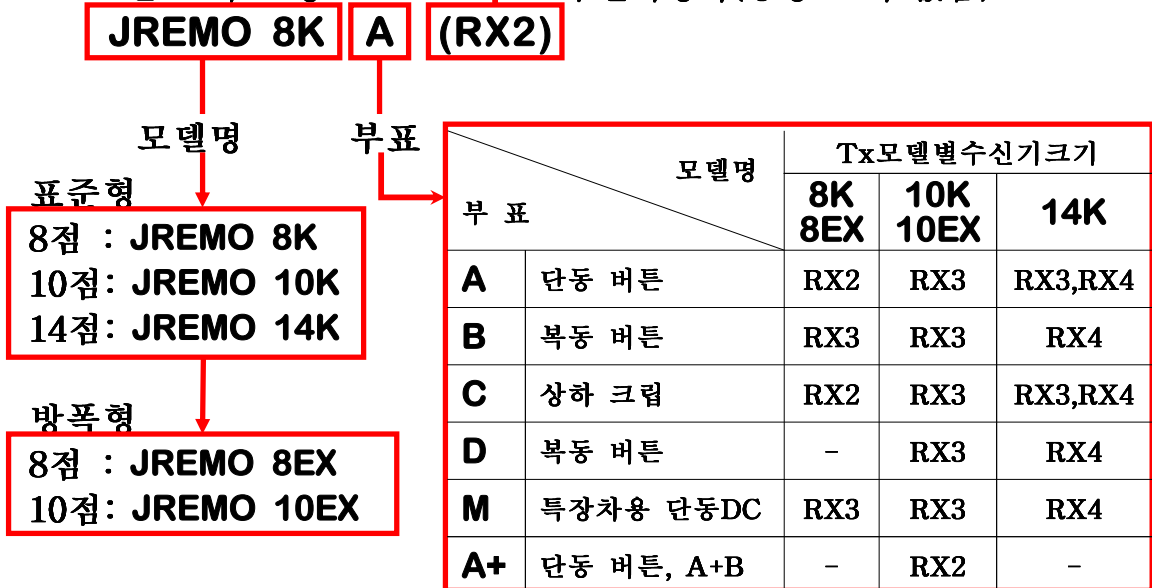 JREMO 8K A (RX2)
모델명 부표
표준형
8점 : JREMO 8K
10점: JREMO 10K
14점: JREMO 14K
방폭형
8점 : JREMO 8EX
10점: JREMO 10EX
모델명 Tx모델별수신기크기
부 표 8K 8EX 10K 10EX 14K
A 단동 버튼 RX2 RX3 RX3,RX4
B 복동 버튼 RX3 RX3 RX4
C 상하 크립 RX2 RX3 RX3,RX4
D 복동 버튼 - RX3 RX4
M 특장차용 단동DC RX3 RX3 RX4
A+ 단동 버튼, A+B - RX2 -